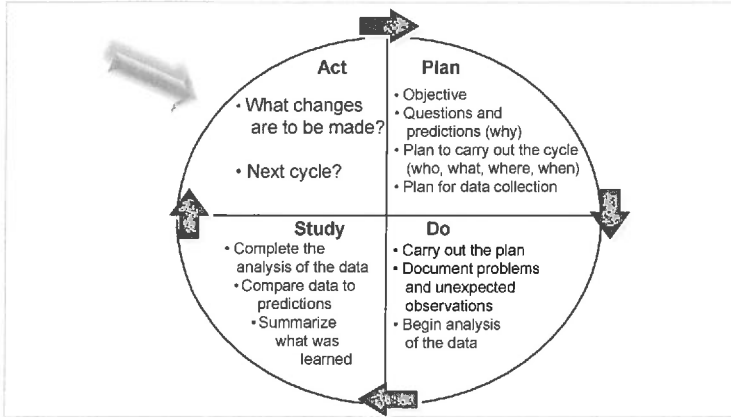 Act
• What changes
are to be made?
• Next cycle?
Plan
• Objective
• Questions and
predictions (why)
• Plan to carry out the cycle
(who, what, where, when)
• Plan for data collection
Study
• Complete the
analysis of the data
• Compare data to
predictions
• Summarize
what was
learned
Do
• Carry out the plan
• Document problems
and unexpected
observations
• Begin analysis
of the data